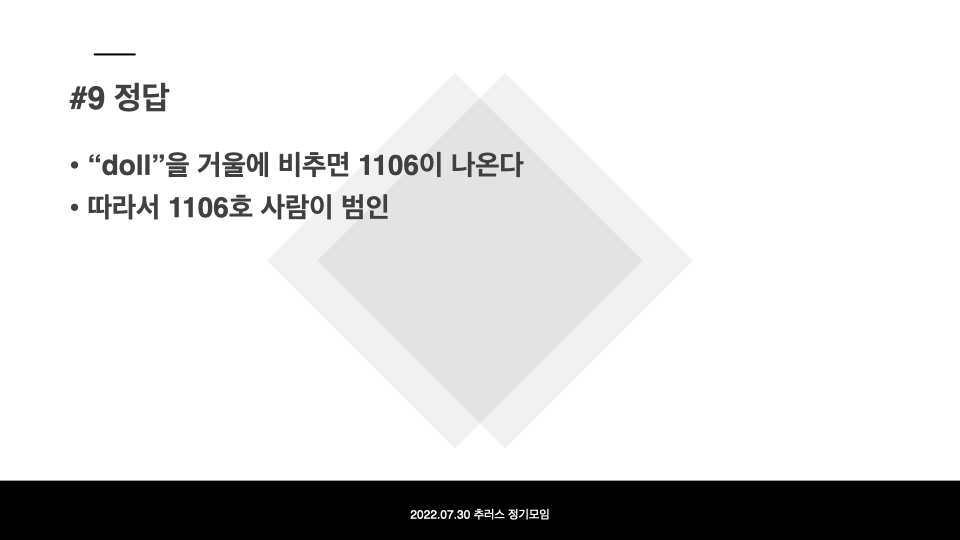 #9 정답
• “doll”을 거울에 비추면 1106이 나온다
• 따라서 1106호 사람이 범인
2022.07.30 추러스 정기모임